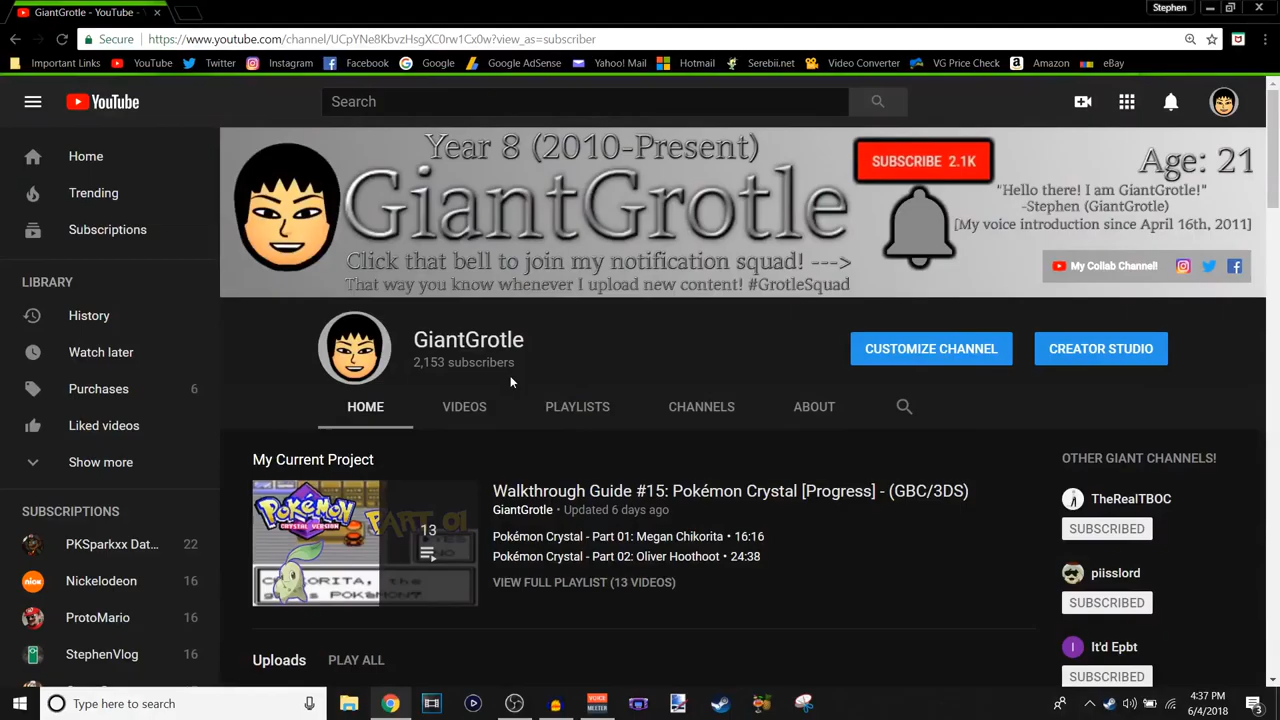 GiantGrotle - YouTube -
Stephen
Secure
https://www.youtube.com/channel/UCpYNe8KbvzHsgXC0rw1Cx0w?view_as=subscriber
Important Links
YouTube
Twitter
Instagram
Facebook
Google
Google AdSense
Yahoo! Mail
Hotmail
Serebii.net
Video Converter
VG Price Check
Amazon
eBay
YouTube
Search
Home
Trending
Subscriptions
LIBRARY
History
Watch later
Purchases 6
Liked videos
Show more
SUBSCRIPTIONS
PKSparkxx Dat... 22
Nickelodeon 16
ProtoMario 16
StephenVlog 16
Year 8 (2010-Present)
GiantGrotle
Click that bell to join my notification squad! --->
That way you know whenever I upload new content! #GrotleSquad
SUBSCRIBE 2.1K
Age: 21
"Hello there! I am GiantGrotle!"
-Stephen (GiantGrotle)
[My voice introduction since April 16th, 2011]
My Collab Channel!
GiantGrotle
2,153 subscribers
CUSTOMIZE CHANNEL
CREATOR STUDIO
HOME
VIDEOS
PLAYLISTS
CHANNELS
ABOUT
My Current Project
POKéMON
CRYSTAL VERSION
PART 01
13
Walkthrough Guide #15: Pokémon Crystal [Progress] - (GBC/3DS)
GiantGrotle • Updated 6 days ago
Pokémon Crystal - Part 01: Megan Chikorita • 16:16
Pokémon Crystal - Part 02: Oliver Hoothoot • 24:38
VIEW FULL PLAYLIST (13 VIDEOS)
Uploads
PLAY ALL
OTHER GIANT CHANNELS!
TheRealTBOC
SUBSCRIBED
piisslord
SUBSCRIBED
It'd Epbt
SUBSCRIBED
Type here to search
VOICE
MEETER
4:37 PM
6/4/2018
3